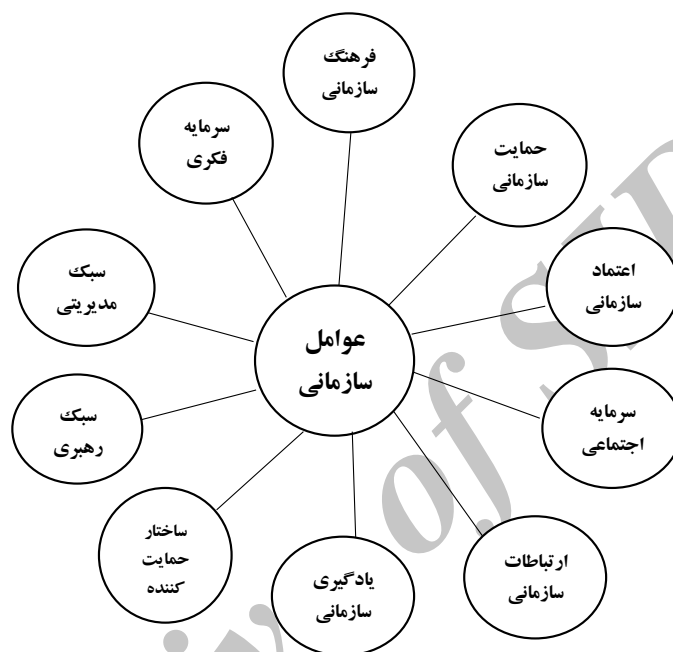 فرهنگ
سازمانی
سرمایه
فکری
حمایت
سازمانی
سبک
مدیریتی
اعتماد
سازمانی
عوامل
سازمانی
سبک
رهبری
سرمایه
اجتماعی
ساختار
حمایت
کننده
یادگیری
سازمانی
ارتباطات
سازمانی
of